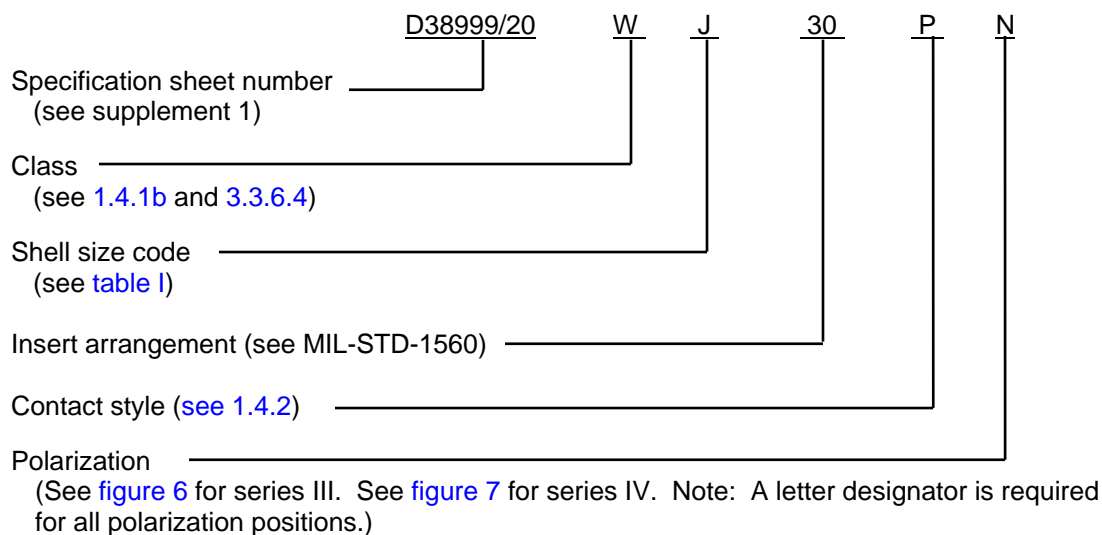 D38999/20 W J 30 P N
Specification sheet number
(see supplement 1)
Class
(see 1.4.1b and 3.3.6.4)
Shell size code
(see table I)
Insert arrangement (see MIL-STD-1560)
Contact style (see 1.4.2)
Polarization
(See figure 6 for series III. See figure 7 for series IV. Note: A letter designator is required
for all polarization positions.)